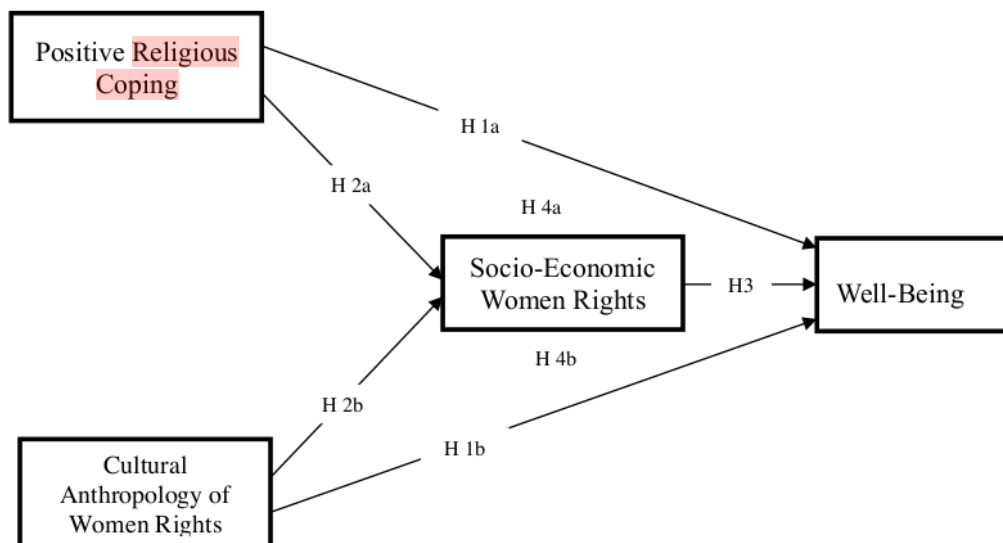 Positive Religious
Coping
H 1a
H 2a
H 4a
Socio-Economic
Women Rights
H3
Well-Being
H 4b
H 2b
H 1b
Cultural
Anthropology of
Women Rights